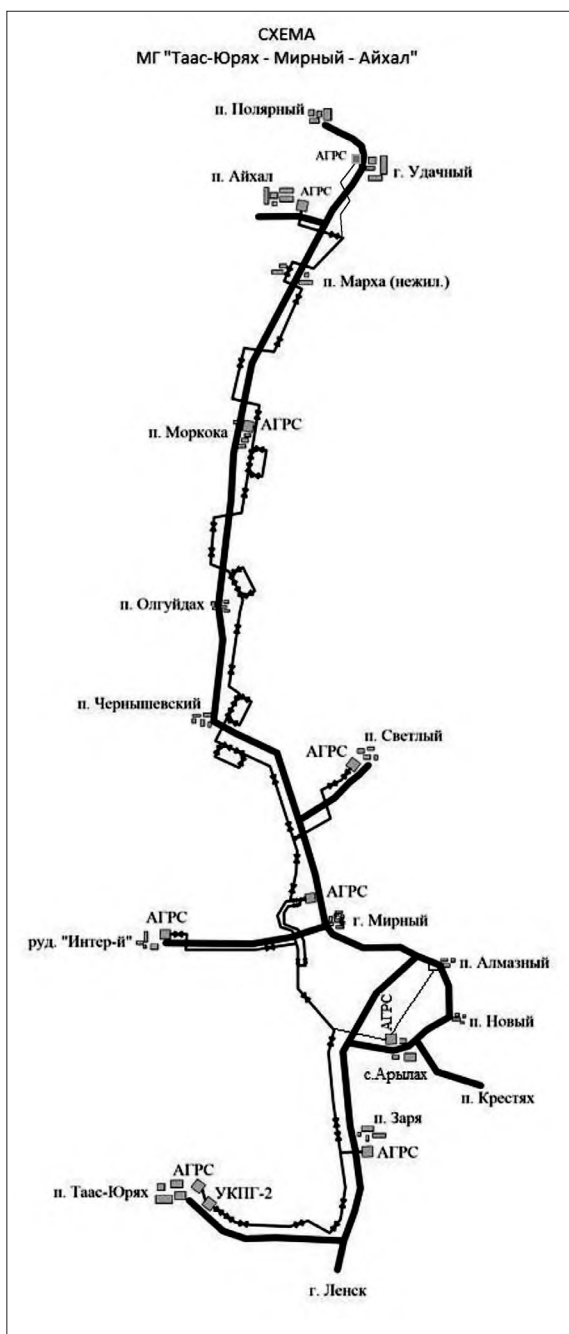 СХЕМА
МГ "Таас-Юрях - Мирный - Айхал"
п. Полярный
АГРС
г. Удачный
п. Айхал
АГРС
п. Марха (нежил.)
АГРС
п. Моркока
п. Олгуйдах
п. Чернышевский
п. Светлый
АГРС
АГРС
г. Мирный
АГРС
руд. "Интер-й"
п. Алмазный
АГРС
п. Новый
с.Арылах
п. Крестях
п. Заря
АГРС
АГРС
п. Таас-Юрях
УКПГ-2
г. Ленск